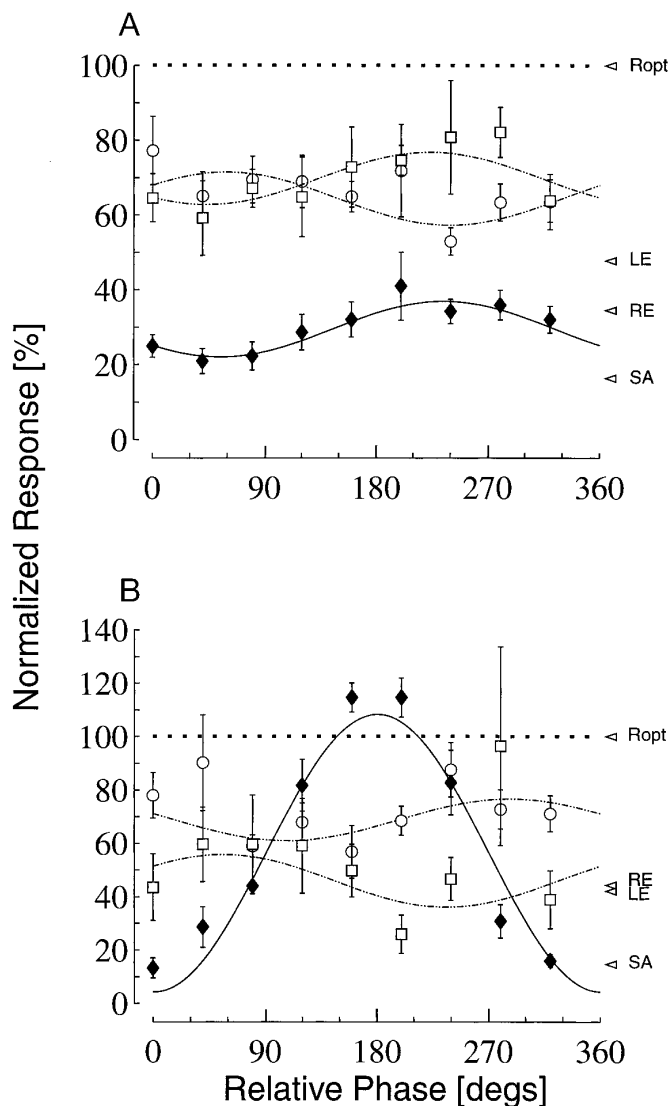 A
100
80
60
40
20
0
Ropt
LE
RE
SA
0 90 180 270 360
Normalized Response [%]
B
140
120
100
80
60
40
20
0
Ropt
RE
LE
SA
0 90 180 270 360
Relative Phase [degs]